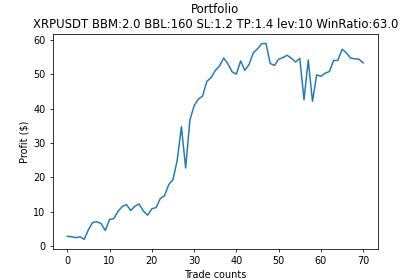 Portfolio
XRPUSDT BBM:2.0 BBL:160 SL:1.2 TP:1.4 lev:10 WinRatio:63.0
60
50
40
30
20
10
0
Profit ($)
0 10 20 30 40 50 60 70
Trade counts